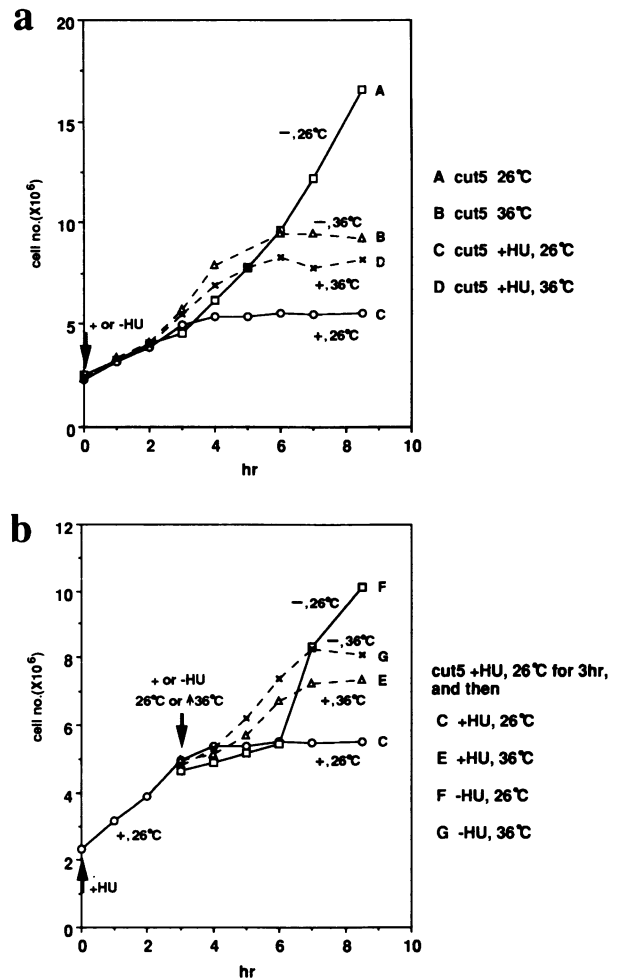 a
20
15
10
5
0
cell no.(X10⁶)
+ or -HU
−, 26℃
A
−, 36℃
B
D
+, 36℃
C
+, 26℃
0 2 4 6 8 10
hr
A cut5 26℃
B cut5 36℃
C cut5 +HU, 26℃
D cut5 +HU, 36℃
b
12
10
8
6
4
2
0
cell no.(X10⁶)
+ or -HU
26℃ or ↑36℃
−, 26℃
F
−, 36℃
G
E
+, 36℃
C
+, 26℃
+, 26℃
+HU
0 2 4 6 8 10
hr
cut5 +HU, 26℃ for 3hr,
and then
C +HU, 26℃
E +HU, 36℃
F -HU, 26℃
G -HU, 36℃